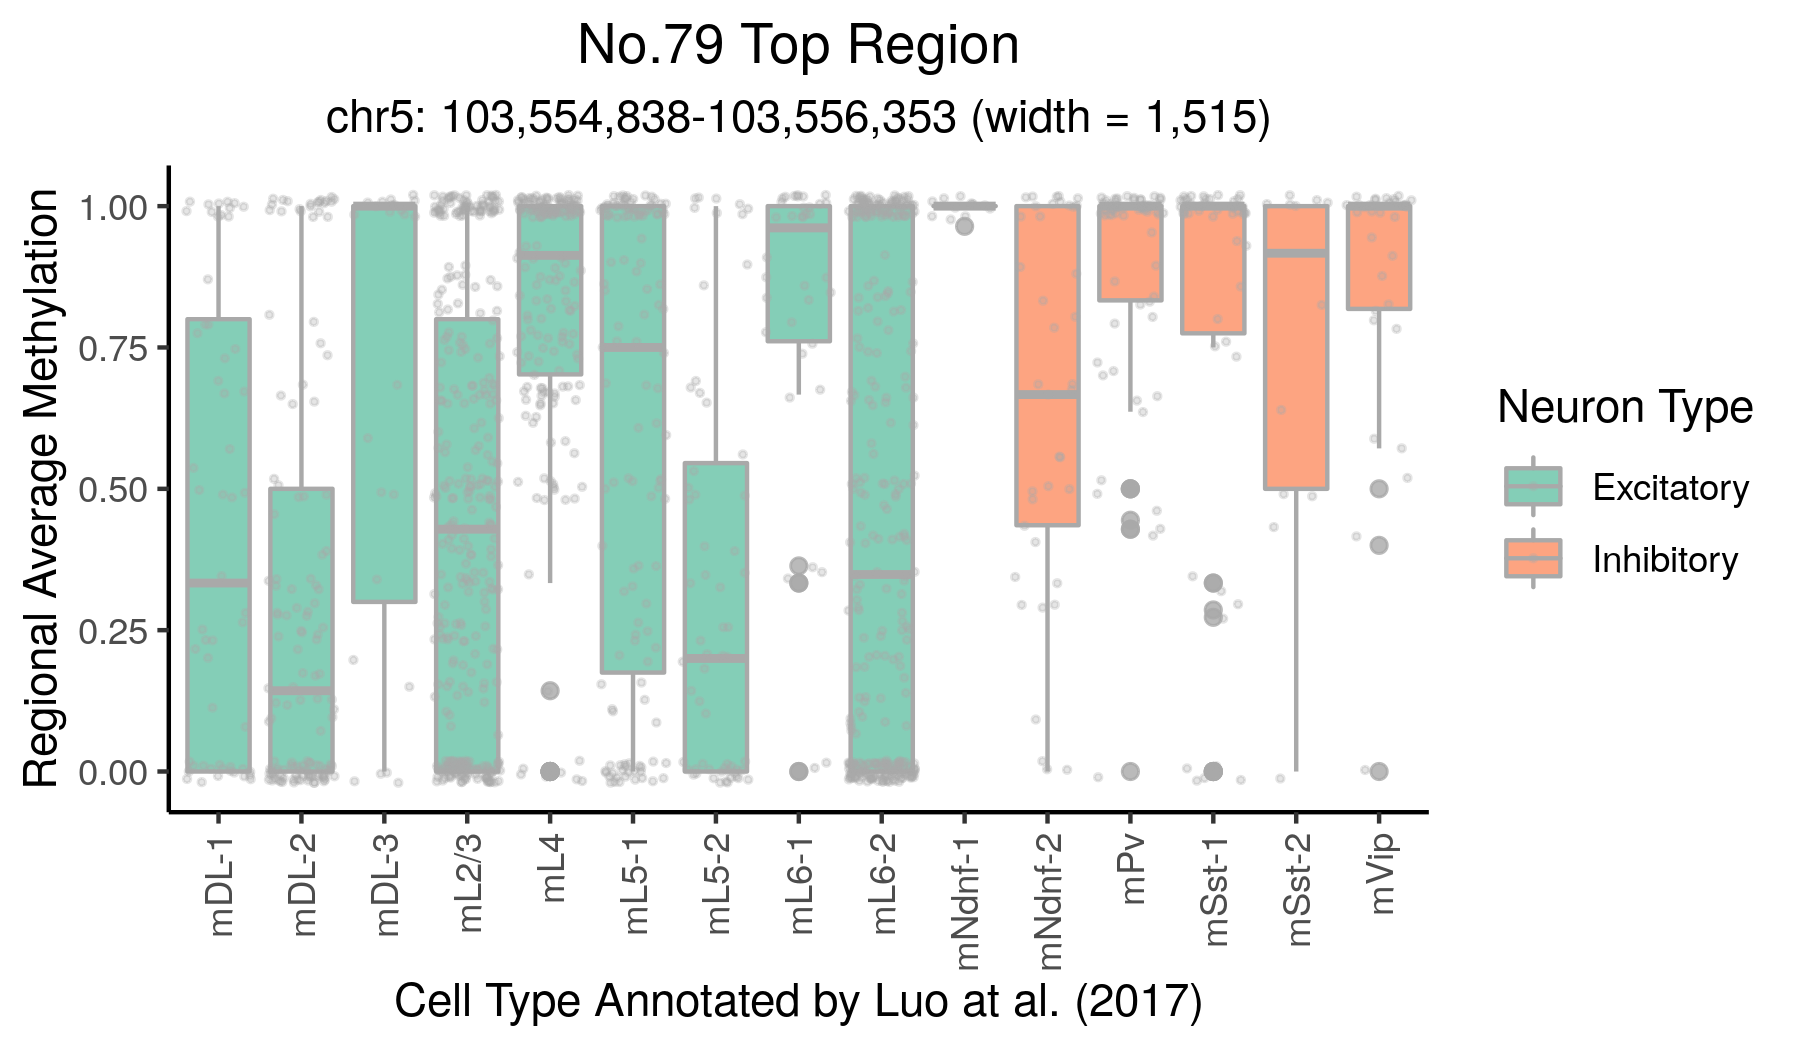 No.79 Top Region
chr5: 103,554,838-103,556,353 (width = 1,515)
Regional Average Methylation
1.00
0.75
0.50
0.25
0.00
mDL-1
mDL-2
mDL-3
mL2/3
mL4
mL5-1
mL5-2
mL6-1
mL6-2
mNdnf-1
mNdnf-2
mPv
mSst-1
mSst-2
mVip
Cell Type Annotated by Luo at al. (2017)
Neuron Type
Excitatory
Inhibitory